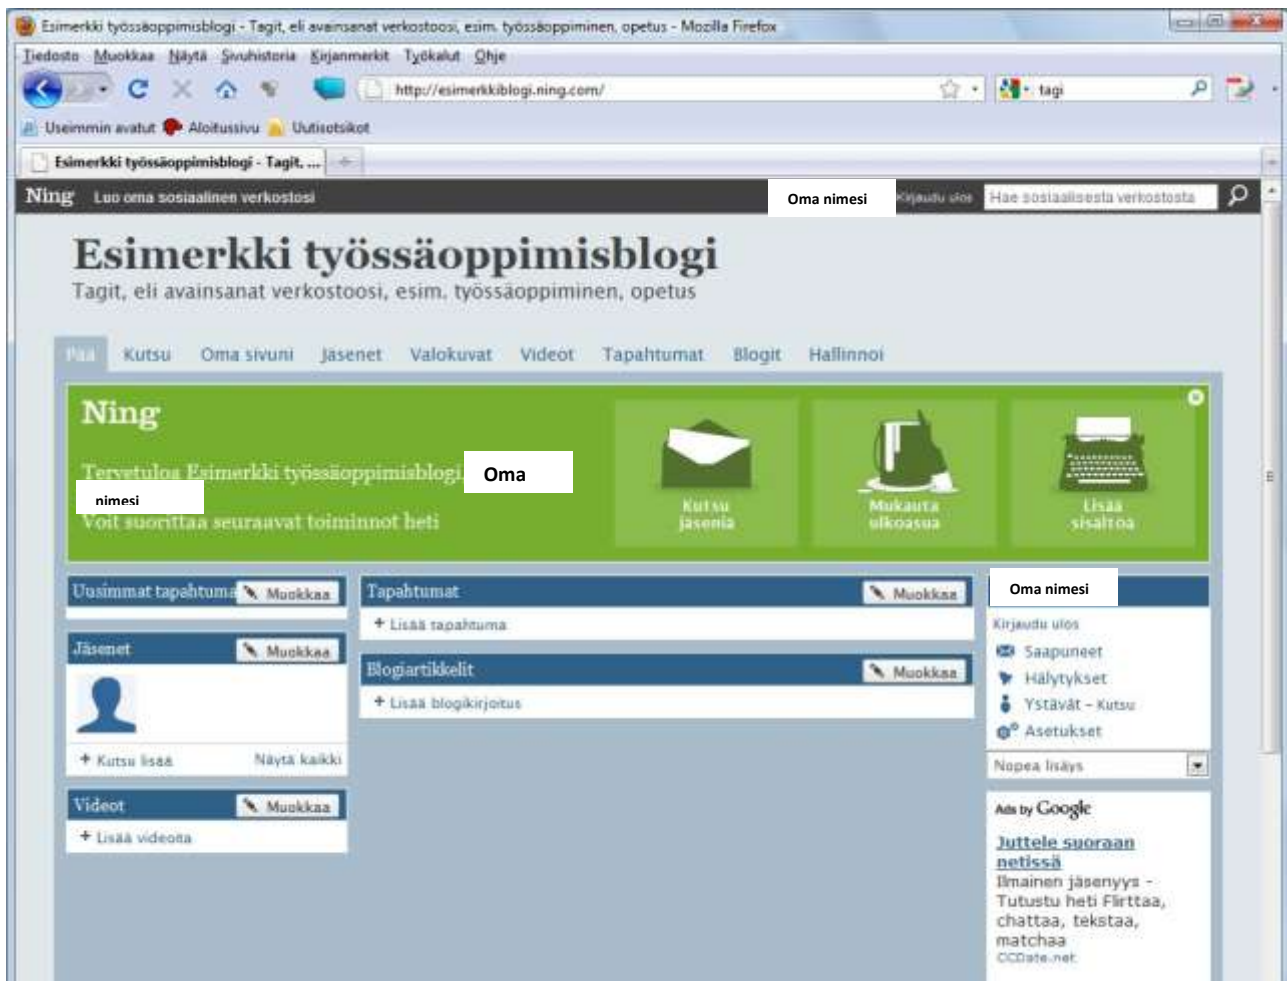 Esimerkki työssäoppimisblogi - Tagit, eli avainsanat verkostoosi, esim. työssäoppiminen, opetus - Mozilla Firefox
Tiedosto Muokkaa Näytä Sivuhistoria Kirjanmerkit Työkalut Ohje
http://esimerkkiblogi.ning.com/ tagi
Useimmin avatut Aloitussivu Uutisotsikot
Esimerkki työssäoppimisblogi - Tagit, ...
Ning Luo oma sosiaalinen verkostosi Oma nimesi Kirjaudu ulos Hae sosiaalisesta verkostosta
Esimerkki työssäoppimisblogi
Tagit, eli avainsanat verkostoosi, esim. työssäoppiminen, opetus
Pää Kutsu Oma sivuni Jäsenet Valokuvat Videot Tapahtumat Blogit Hallinnoi
Ning
Tervetuloa Esimerkki työssäoppimisblogi, Oma
nimesi
Voit suorittaa seuraavat toiminnot heti
Kutsu
jäseniä
Mukauta
ulkoasua
Lisää
sisältöä
Uusimmat tapahtuma Muokkaa
Jäsenet Muokkaa
+ Kutsu lisää Näytä kaikki
Videot Muokkaa
+ Lisää videoita
Tapahtumat Muokkaa
+ Lisää tapahtuma
Blogiartikkelit Muokkaa
+ Lisää blogikirjoitus
Oma nimesi
Kirjaudu ulos
Saapuneet
Hälytykset
Ystävät - Kutsu
Asetukset
Nopea lisäys
Ads by Google
Juttele suoraan
netissä
Ilmainen jäsenyys -
Tutustu heti Flirttaa,
chattaa, tekstaa,
matchaa
CCDate.net